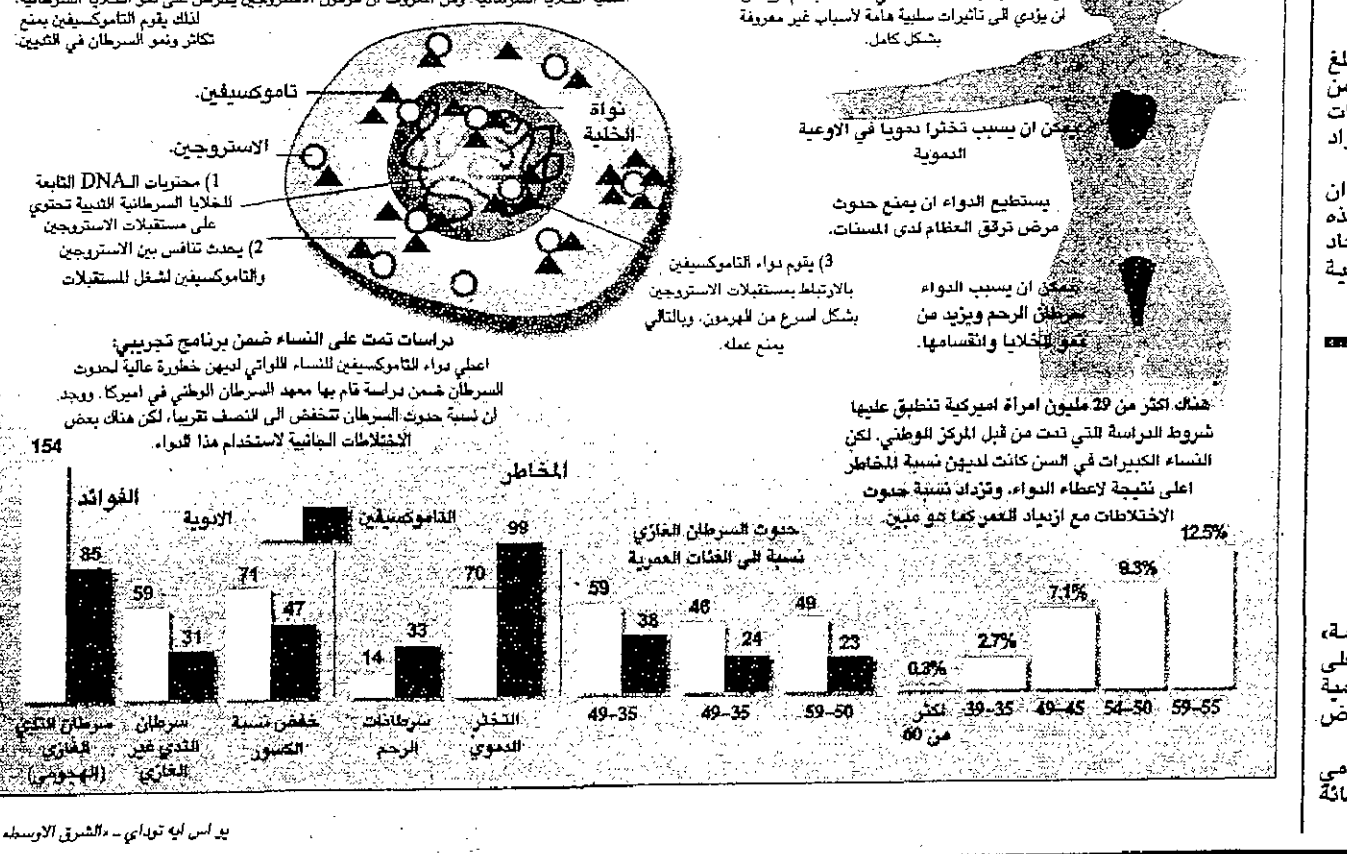 لن يؤدي الى تأثيرات سلبية هامة لأسباب غير معروفة
بشكل كامل.
لذلك يقوم التاموكسيفين بمنع
تكاثر ونمو السرطان في الثديين.
تاموكسيفين.
نواة
الخلية
الاستروجين.
1) محتويات الـDNA التابعة
للخلايا السرطانية الثديية تحتوي
على مستقبلات الاستروجين
2) يحدث تنافس بين الاستروجين
والتاموكسيفين لشغل المستقبلات
3) يقوم دواء التاموكسيفين
بالارتباط بمستقبلات الاستروجين
بشكل اسرع من الهرمون، وبالتالي
يمنع عمله.
يمكن ان يسبب تخثرا دمويا في الاوعية
الدموية
يستطيع الدواء ان يمنع حدوث
مرض ترقق العظام لدى المسنات.
يمكن ان يسبب الدواء
سرطان الرحم ويزيد من
نمو الخلايا وانقسامها.
دراسات تمت على النساء ضمن برنامج تجريبي:
اعطي دواء التاموكسيفين للنساء اللواتي لديهن خطورة عالية لحدوث
السرطان ضمن دراسة قام بها معهد السرطان الوطني في اميركا. ووجد
ان نسبة حدوث السرطان تنخفض الى النصف تقريبا، لكن هناك بعض
الاختلاطات الجانبية لاستخدام هذا الدواء.
هناك اكثر من 29 مليون امرأة اميركية تنطبق عليها
شروط الدراسة التي تمت من قبل المركز الوطني. لكن
النساء الكبيرات في السن كانت لديهن نسبة المخاطر
اعلى نتيجة لاعطاء الدواء. وتزداد نسبة حدوث
الاختلاطات مع ازدياد العمر كما هو مبين.
الفوائد
المخاطر
الادوية
التاموكسيفين
154
85
59
31
71
47
سرطان الثدي
الغازي
(الهجومي)
سرطان
الثدي غير
الغازي
خفض نسبة
الكسور
14
33
70
99
سرطانات
الرحم
التخثر
الدموي
حدوث السرطان الغازي
نسبة الى الفئات العمرية
59
38
46
24
49
23
49-35
49-35
59-50
0.3%
2.7%
7.1%
9.3%
12.5%
اكثر
من 60
39-35
49-45
54-50
59-55
يو اس ايه توداي ـ «الشرق الاوسط»